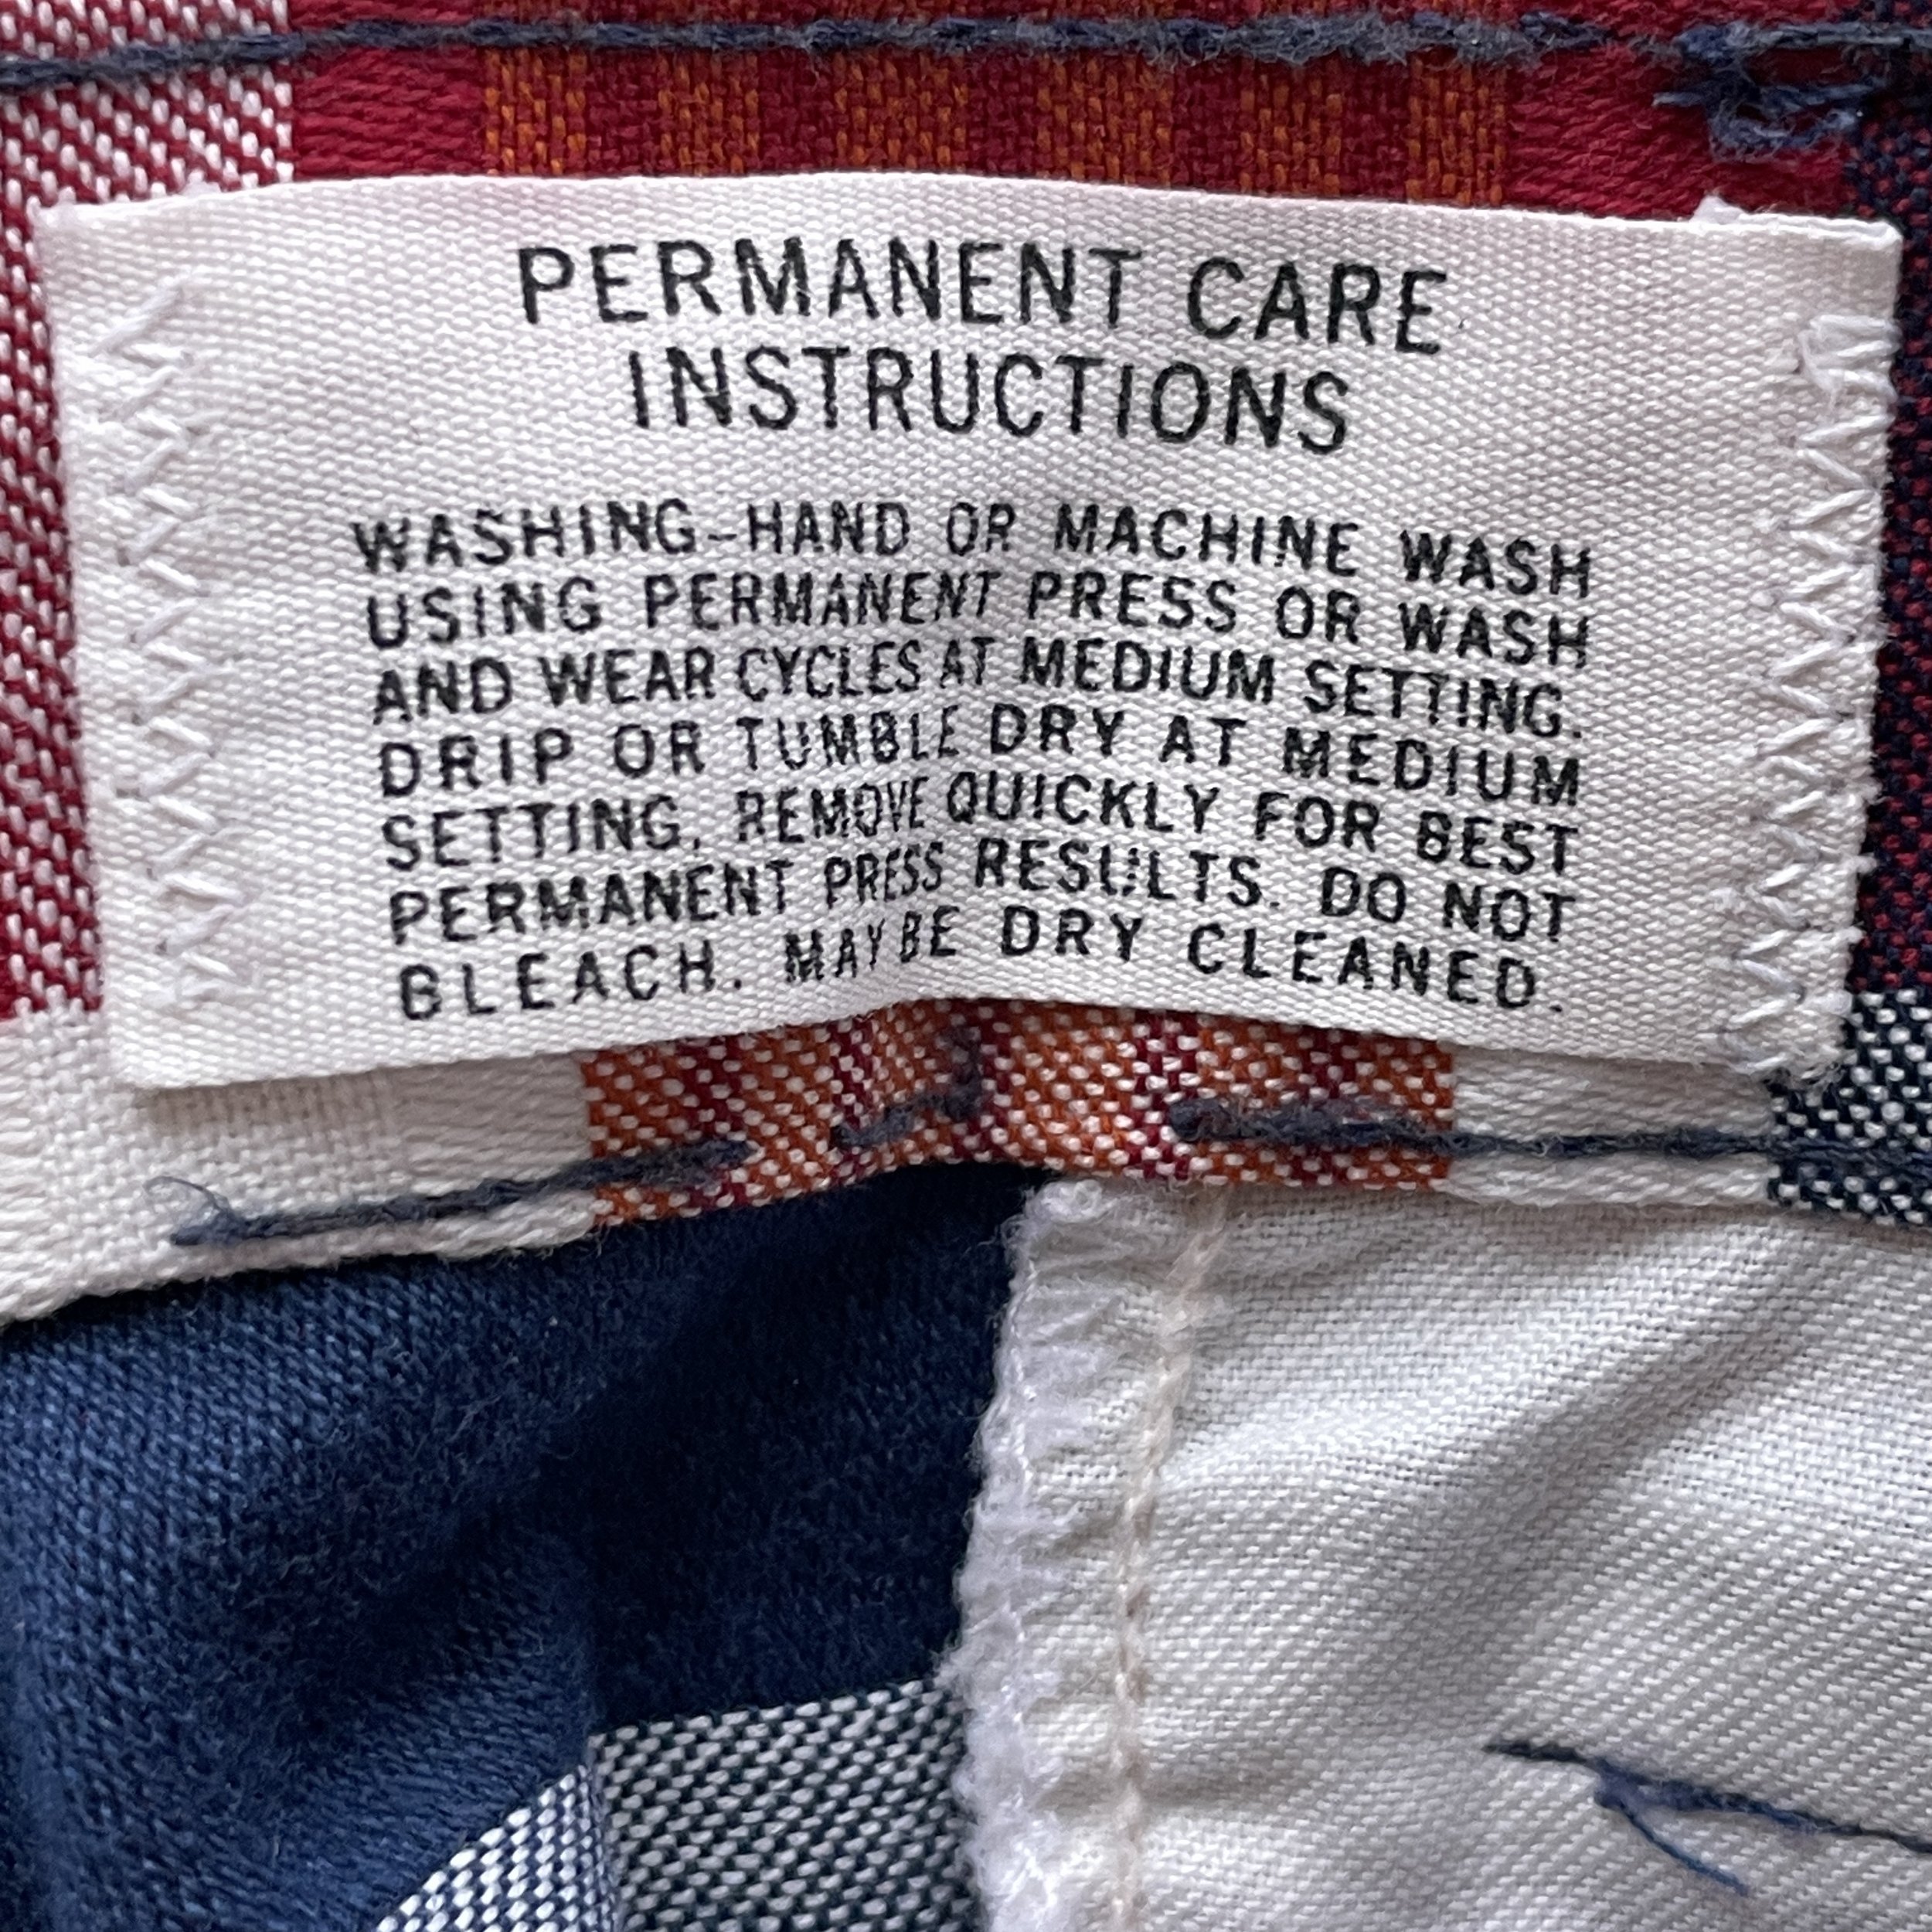 PERMANENT CARE
INSTRUCTIONS
WASHING-HAND OR MACHINE WASH
USING PERMANENT PRESS OR WASH
AND WEAR CYCLES AT MEDIUM SETTING.
DRIP OR TUMBLE DRY AT MEDIUM
SETTING. REMOVE QUICKLY FOR BEST
PERMANENT PRESS RESULTS. DO NOT
BLEACH. MAY BE DRY CLEANED.